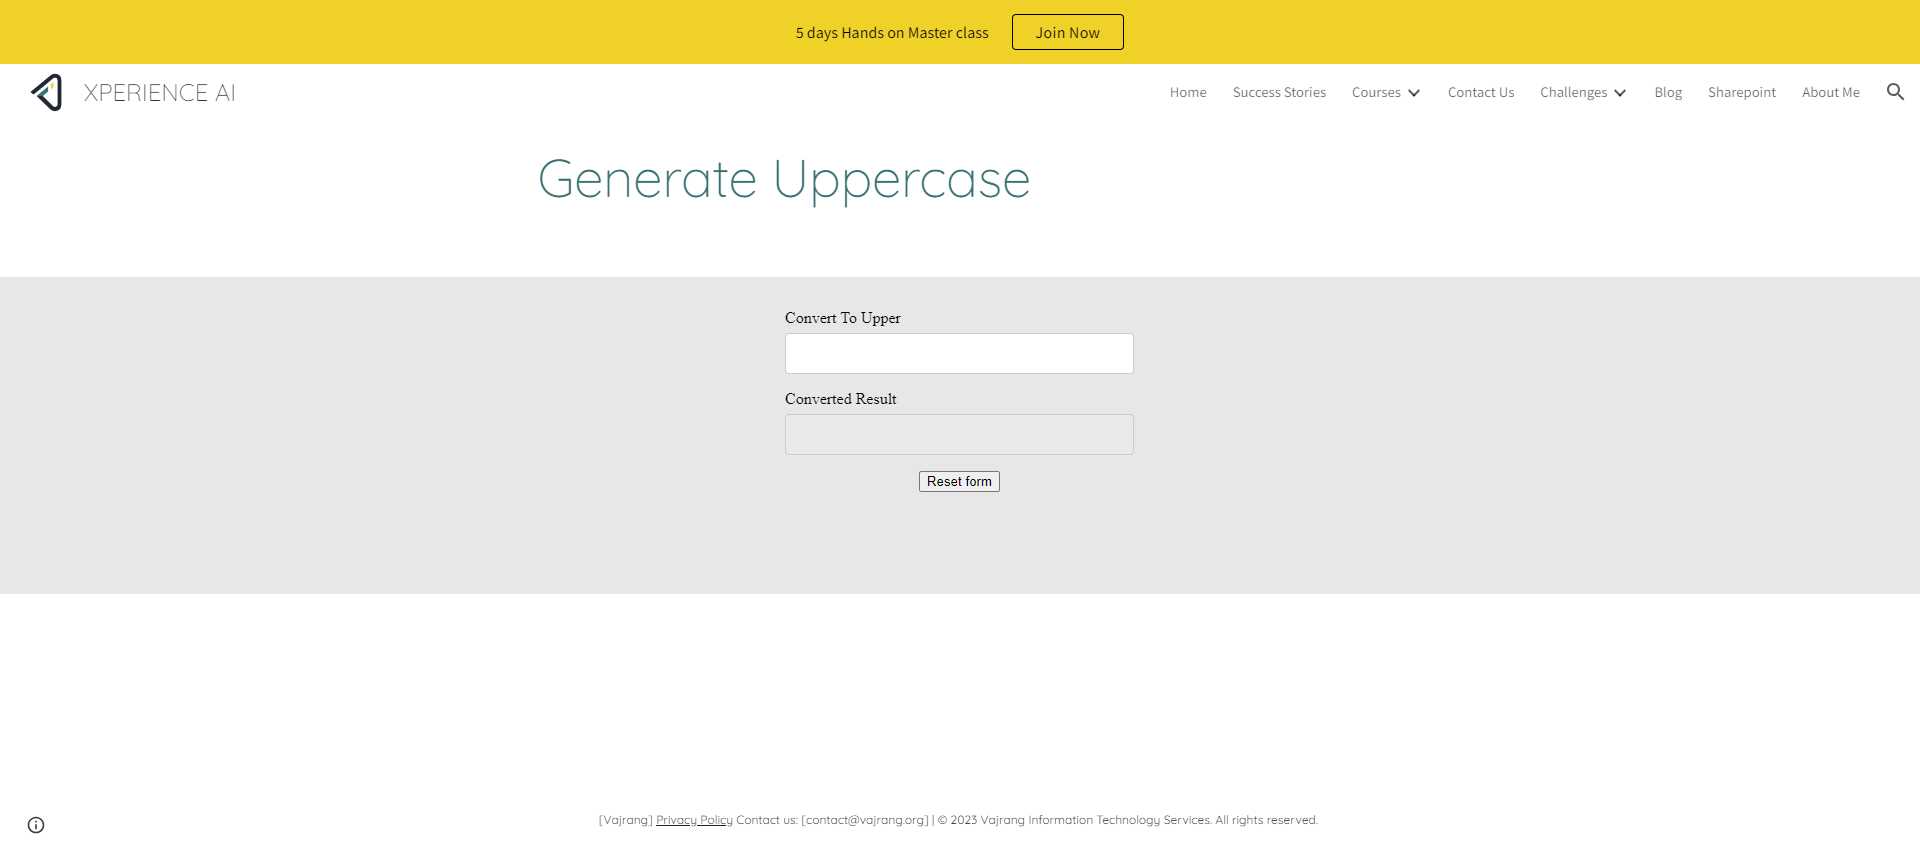 5 days Hands on Master class Join Now
XPERIENCE AI Home Success Stories Courses Contact Us Challenges Blog Sharepoint About Me
Generate Uppercase
Convert To Upper
Converted Result
Reset form
[Vajrang] Privacy Policy Contact us: [contact@vajrang.org] | © 2023 Vajrang Information Technology Services. All rights reserved.